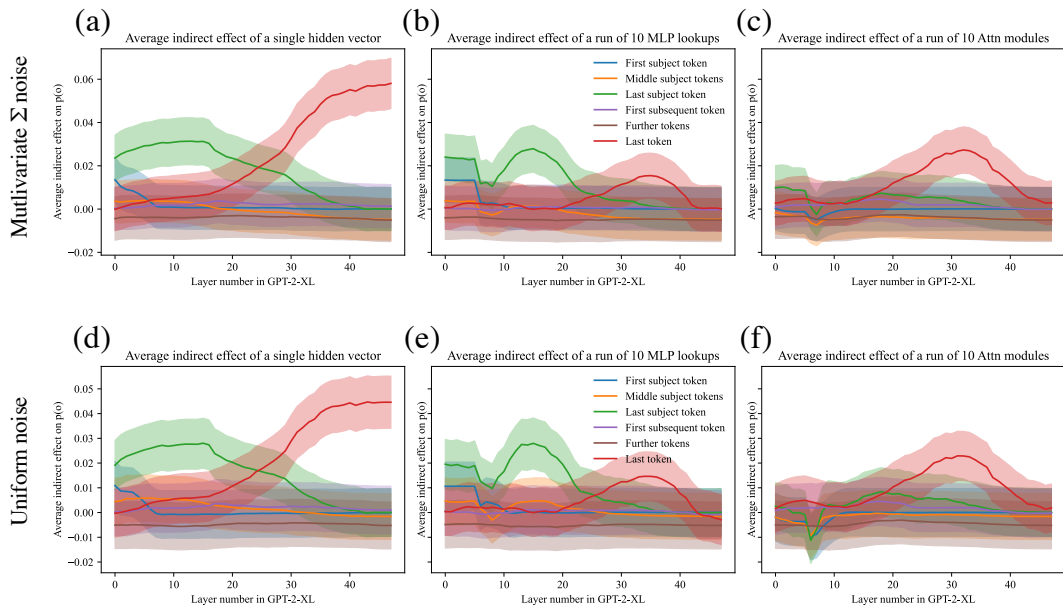 (a)
(b)
(c)
Mutlivariate Σ noise
Average indirect effect of a single hidden vector
Average indirect effect on p(o)
0.06
0.04
0.02
0.00
−0.02
0
10
20
30
40
Layer number in GPT-2-XL
Average indirect effect of a run of 10 MLP lookups
Average indirect effect on p(o)
First subject token
Middle subject tokens
Last subject token
First subsequent token
Further tokens
Last token
0
10
20
30
40
Layer number in GPT-2-XL
Average indirect effect of a run of 10 Attn modules
Average indirect effect on p(o)
0
10
20
30
40
Layer number in GPT-2-XL
(d)
(e)
(f)
Uniform noise
Average indirect effect of a single hidden vector
Average indirect effect on p(o)
0.05
0.04
0.03
0.02
0.01
0.00
−0.01
−0.02
0
10
20
30
40
Layer number in GPT-2-XL
Average indirect effect of a run of 10 MLP lookups
Average indirect effect on p(o)
First subject token
Middle subject tokens
Last subject token
First subsequent token
Further tokens
Last token
0
10
20
30
40
Layer number in GPT-2-XL
Average indirect effect of a run of 10 Attn modules
Average indirect effect on p(o)
0
10
20
30
40
Layer number in GPT-2-XL